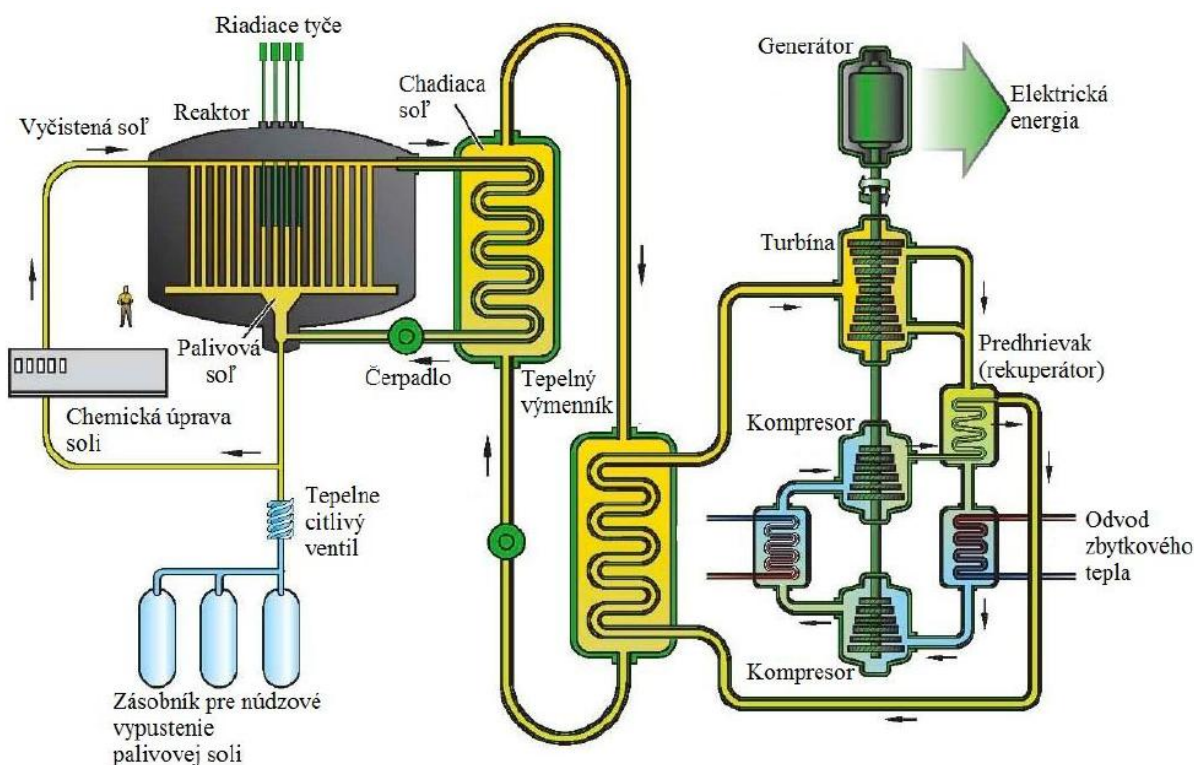 Riadiace tyče
Reaktor
Vyčistená soľ
Chadiaca
soľ
Generátor
Elektrická
energia
Turbína
Predhrievak
(rekuperátor)
Palivová
soľ
Čerpadlo
Tepelný
výmenník
Kompresor
Chemická úprava
soli
Tepelne
citlivý
ventil
Odvod
zbytkového
tepla
Kompresor
Zásobník pre núdzové
vypustenie
palivovej soli